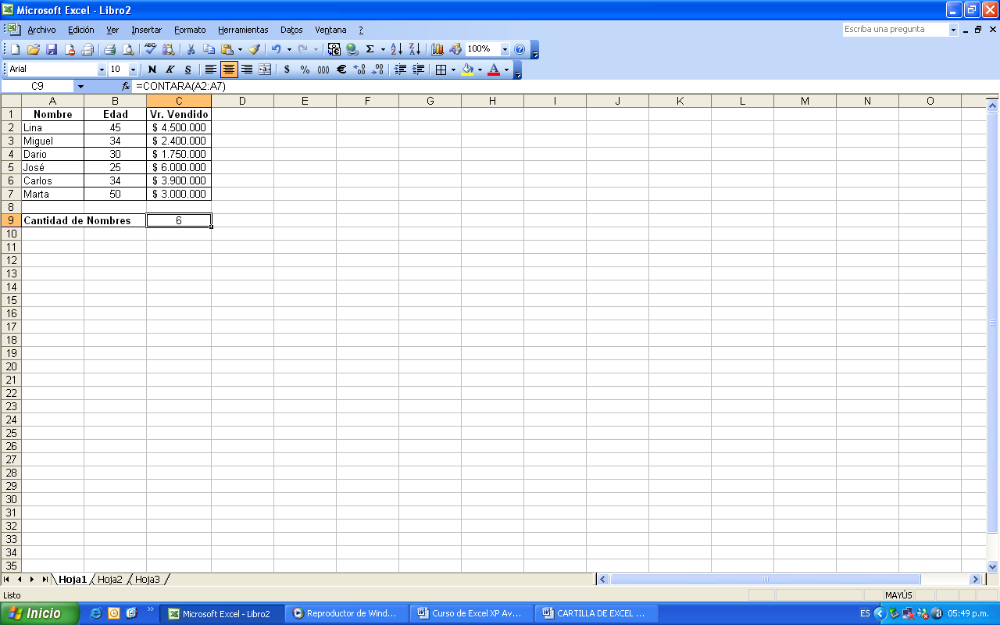 Microsoft Excel - Libro2
Archivo Edición Ver Insertar Formato Herramientas Datos Ventana ? Escriba una pregunta
100%
Arial 10 N K S $ % 000 €
C9 fx =CONTARA(A2:A7)
A B C D E F G H I J K L M N O
1 Nombre Edad Vr. Vendido
2 Lina 45 $ 4.500.000
3 Miguel 34 $ 2.400.000
4 Dario 30 $ 1.750.000
5 José 25 $ 6.000.000
6 Carlos 34 $ 3.900.000
7 Marta 50 $ 3.000.000
8
9 Cantidad de Nombres 6
10
11
12
13
14
15
16
17
18
19
20
21
22
23
24
25
26
27
28
29
30
31
32
33
34
35
Hoja1 Hoja2 Hoja3
Listo MAYÚS
Inicio Microsoft Excel - Libro2 Reproductor de Wind... Curso de Excel XP Av... CARTILLA DE EXCEL ... ES 05:49 p.m.